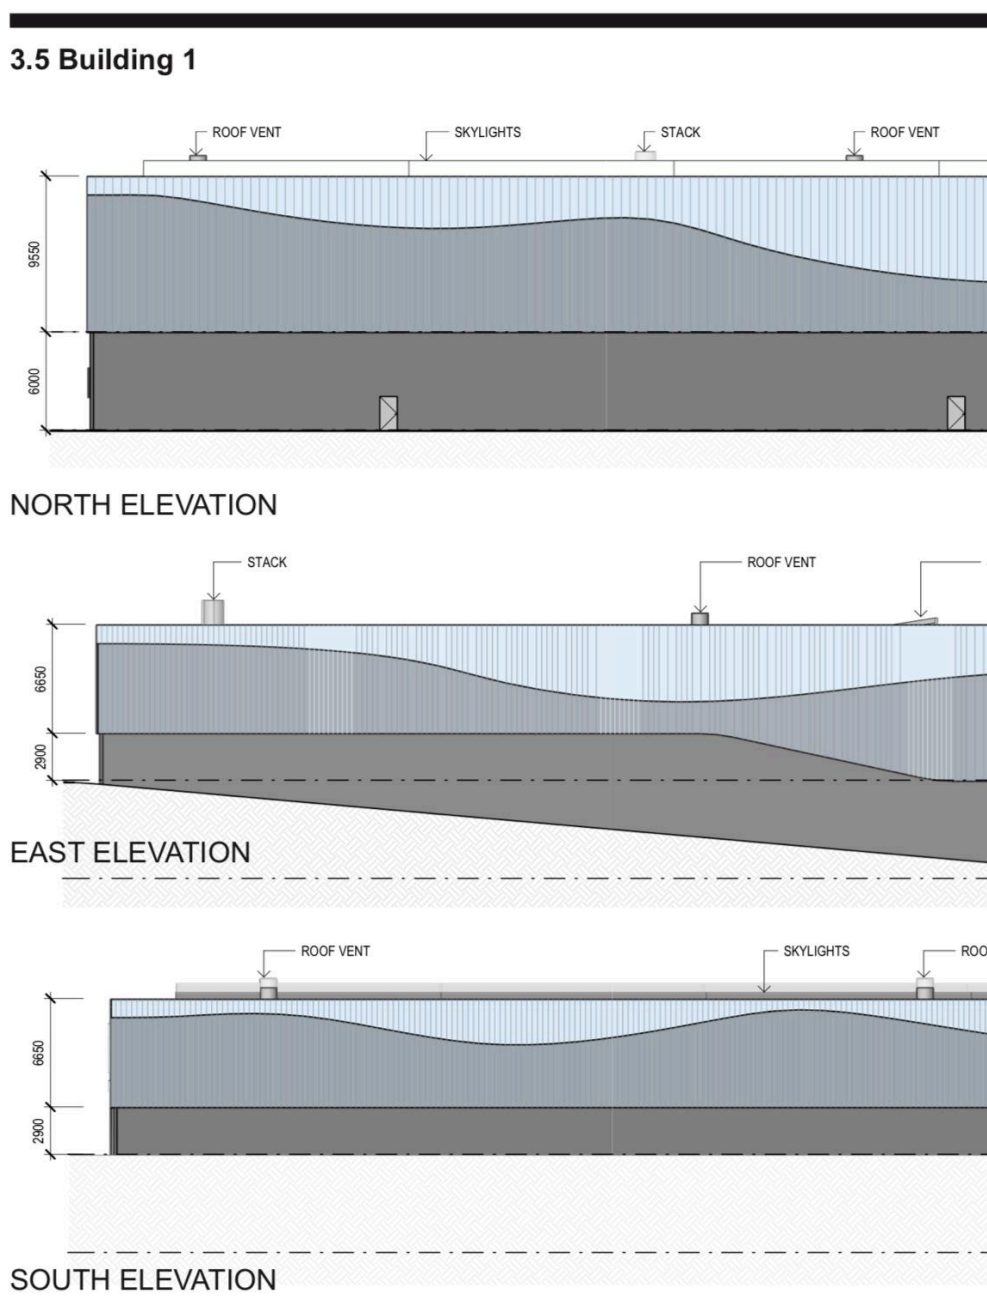 3.5 Building 1
ROOF VENT
SKYLIGHTS
STACK
ROOF VENT
9550
6000
NORTH ELEVATION
STACK
ROOF VENT
6650
2900
EAST ELEVATION
ROOF VENT
SKYLIGHTS
ROO
6650
2900
SOUTH ELEVATION